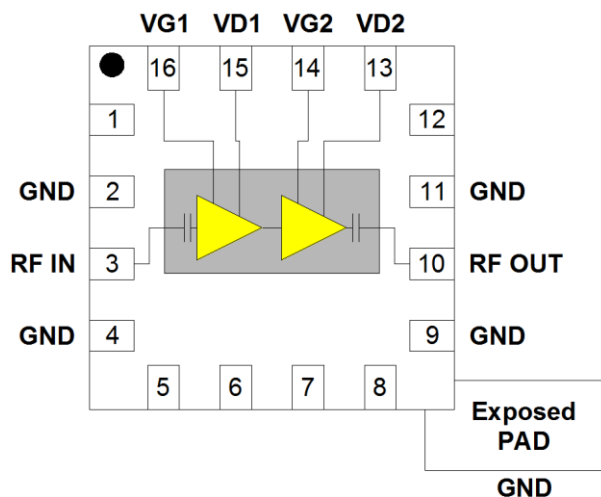 VG1 VD1 VG2 VD2
16 15 14 13
1 12
GND 2 11 GND
RF IN 3 10 RF OUT
GND 4 9 GND
5 6 7 8
Exposed
PAD
GND